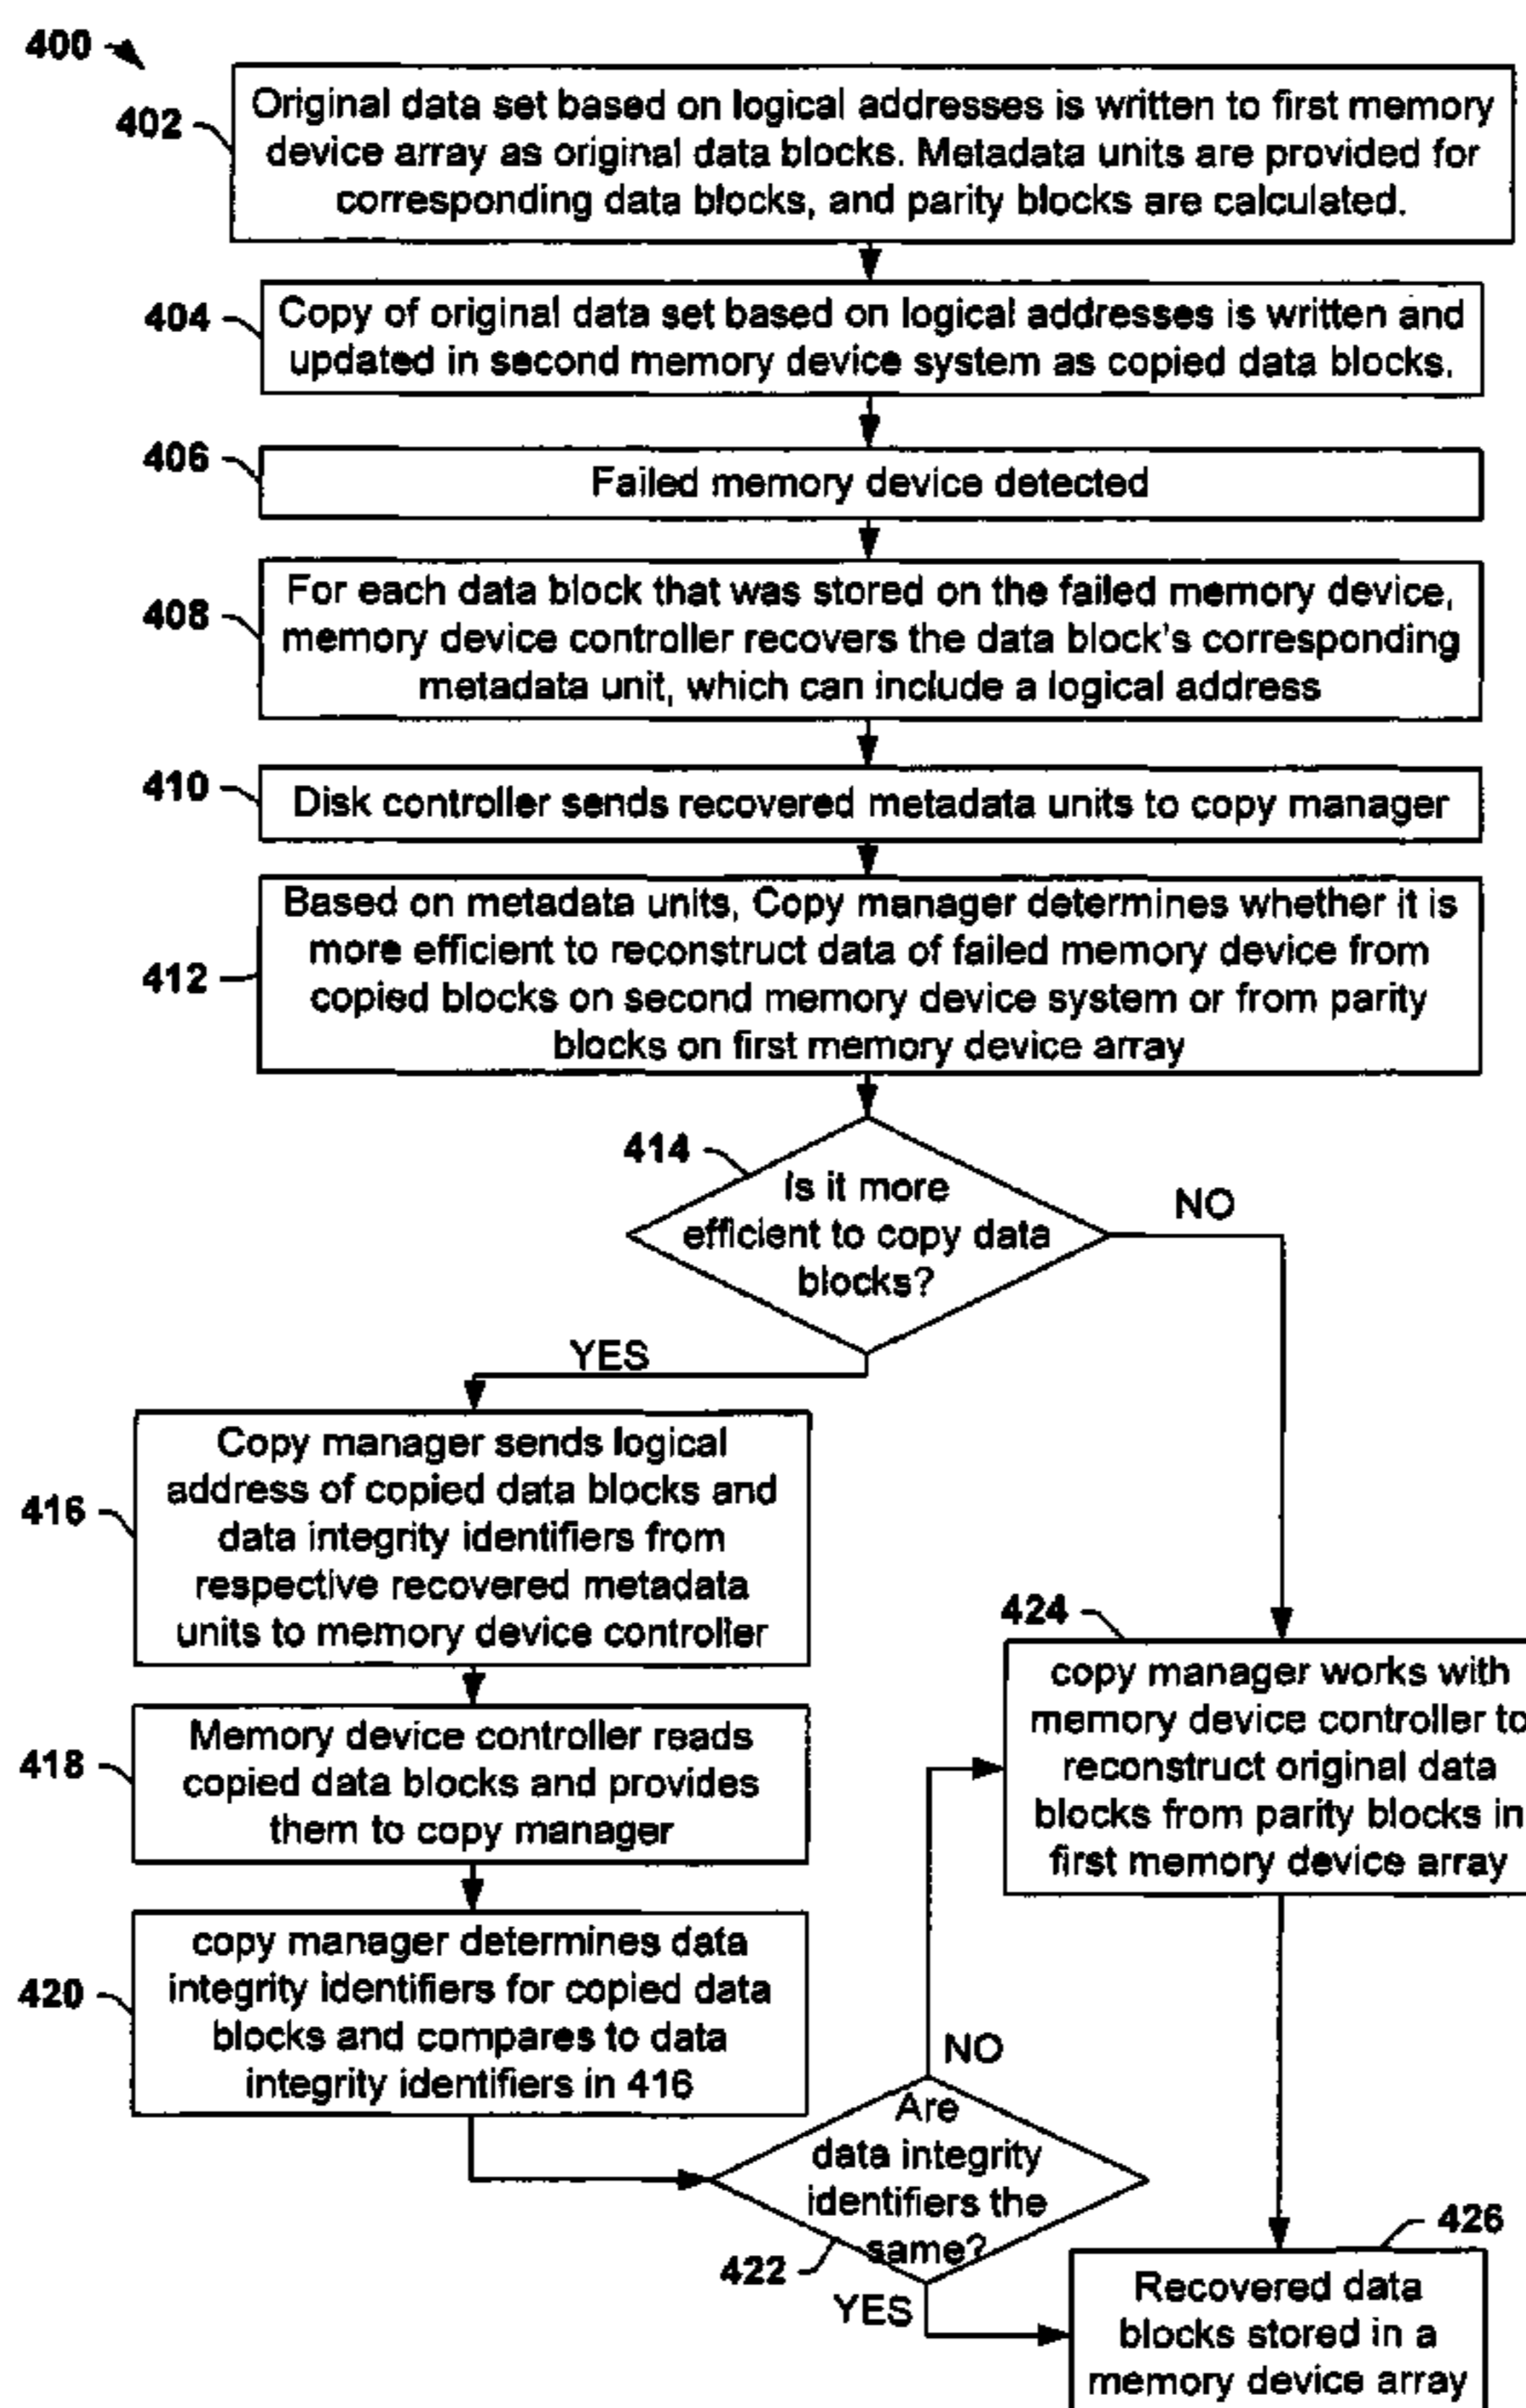 400
402
Original data set based on logical addresses is written to first memory
device array as original data blocks. Metadata units are provided for
corresponding data blocks, and parity blocks are calculated.
404
Copy of original data set based on logical addresses is written and
updated in second memory device system as copied data blocks.
406
Failed memory device detected
408
For each data block that was stored on the failed memory device,
memory device controller recovers the data block's corresponding
metadata unit, which can include a logical address
410
Disk controller sends recovered metadata units to copy manager
412
Based on metadata units, Copy manager determines whether it is
more efficient to reconstruct data of failed memory device from
copied blocks on second memory device system or from parity
blocks on first memory device array
414
Is it more
efficient to copy data
blocks?
NO
YES
416
Copy manager sends logical
address of copied data blocks and
data integrity identifiers from
respective recovered metadata
units to memory device controller
418
Memory device controller reads
copied data blocks and provides
them to copy manager
420
copy manager determines data
integrity identifiers for copied data
blocks and compares to data
integrity identifiers in 416
424
copy manager works with
memory device controller to
reconstruct original data
blocks from parity blocks in
first memory device array
NO
422
Are
data integrity
identifiers the
same?
YES
426
Recovered data
blocks stored in a
memory device array